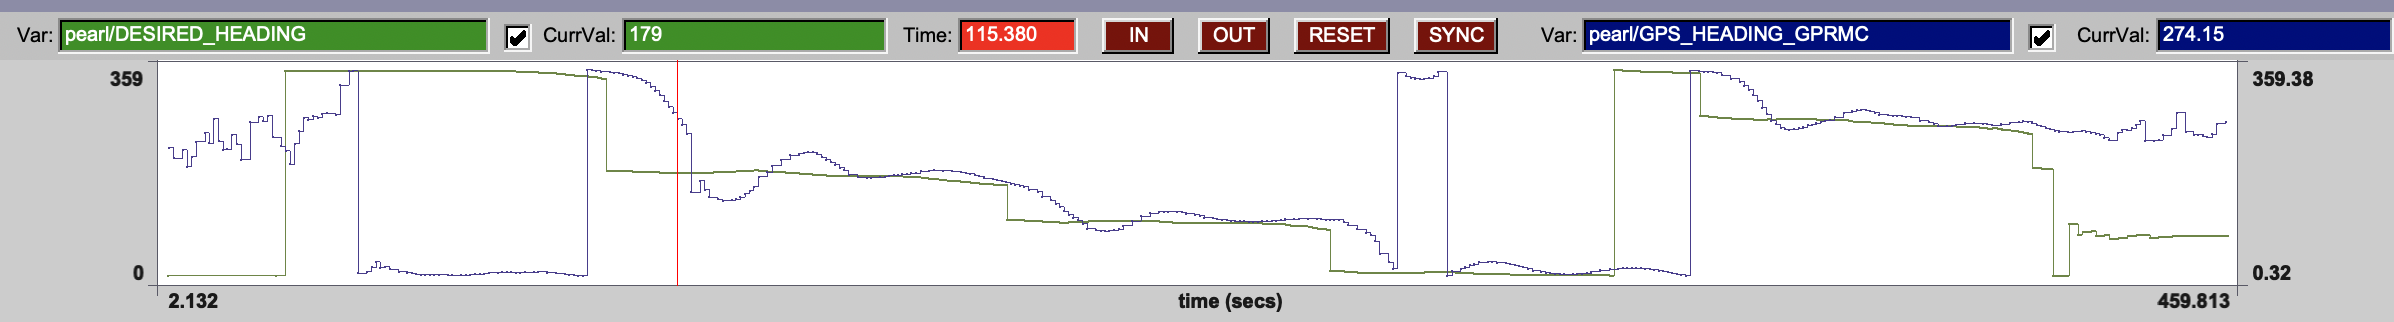 Var: pearl/DESIRED_HEADING CurrVal: 179 Time: 115.380 IN OUT RESET SYNC Var: pearl/GPS_HEADING_GPRMC CurrVal: 274.15
359 359.38
0 0.32
2.132 time (secs) 459.813